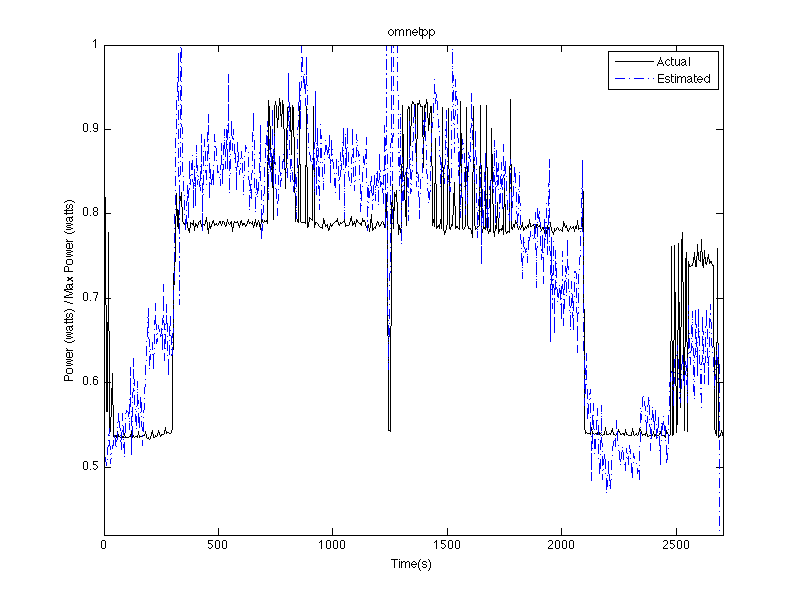 omnetpp
Actual
Estimated
1
0.9
0.8
0.7
0.6
0.5
Power (watts) / Max Power (watts)
0
500
1000
1500
2000
2500
Time(s)